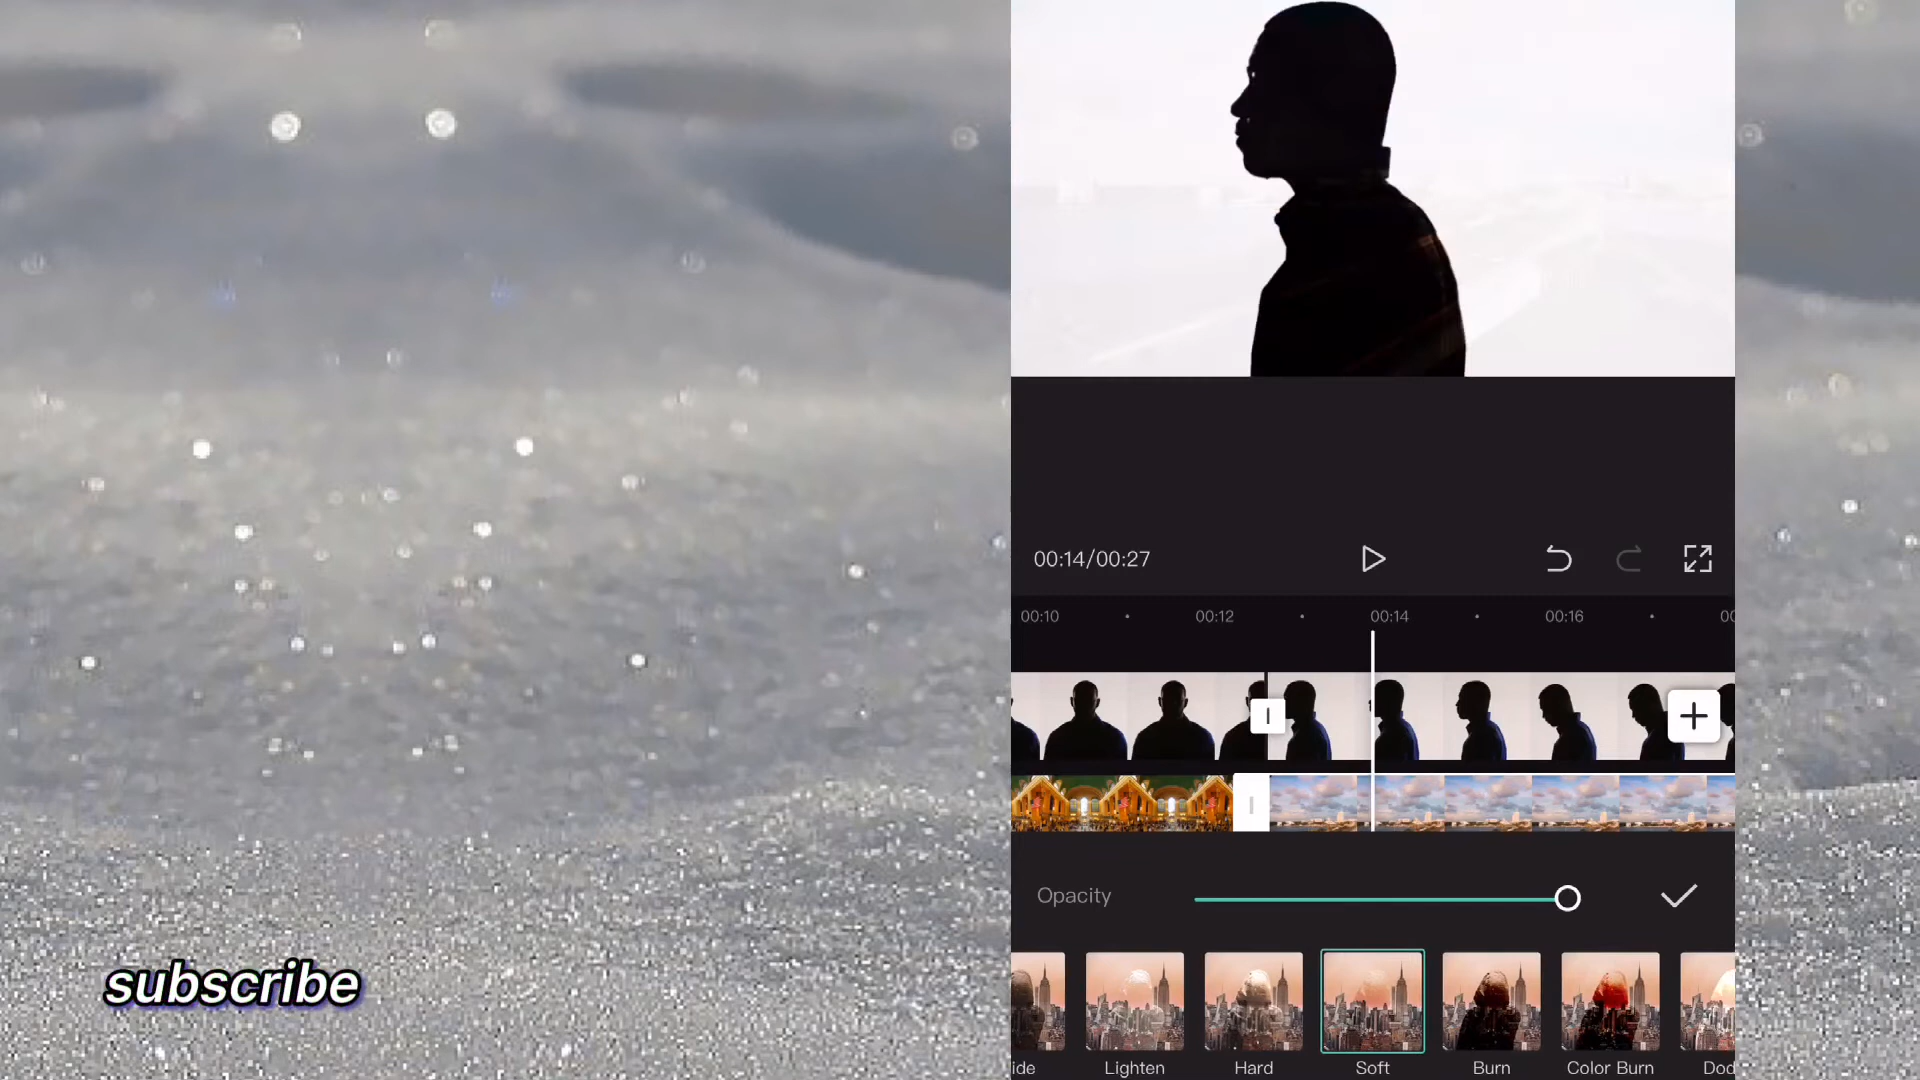 00:14/00:27
00:10
00:12
00:14
00:16
00
Opacity
subscribe
ide
Lighten
Hard
Soft
Burn
Color Burn
Dod